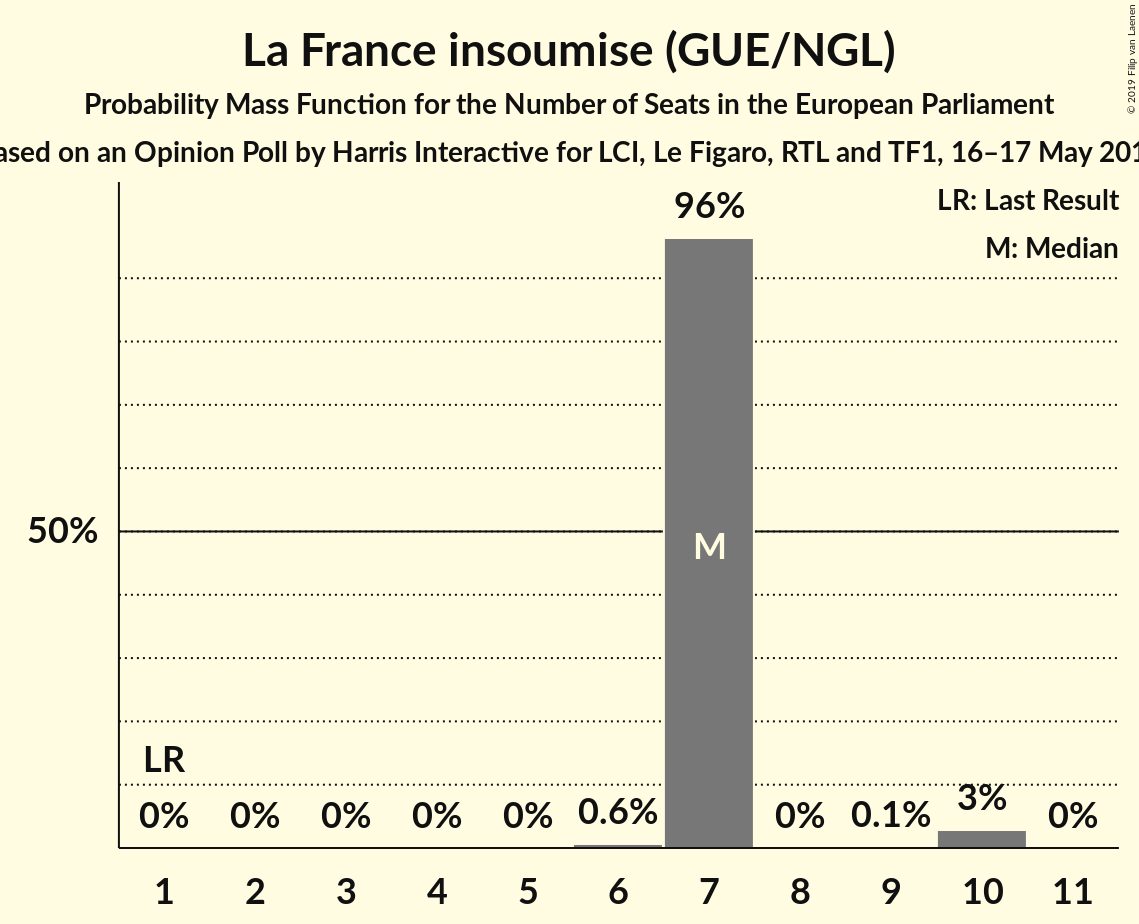 La France insoumise (GUE/NGL)
Probability Mass Function for the Number of Seats in the European Parliament
on an Opinion Poll by Harris Interactive for LCI, Le Figaro, RTL and TF1, 16–17 May
© 2019 Filip van Laenen
LR: Last Result
M: Median
96%
50%
M
LR
0% 0% 0% 0% 0% 0.6% 0% 0.1% 3% 0%
1 2 3 4 5 6 7 8 9 10 11